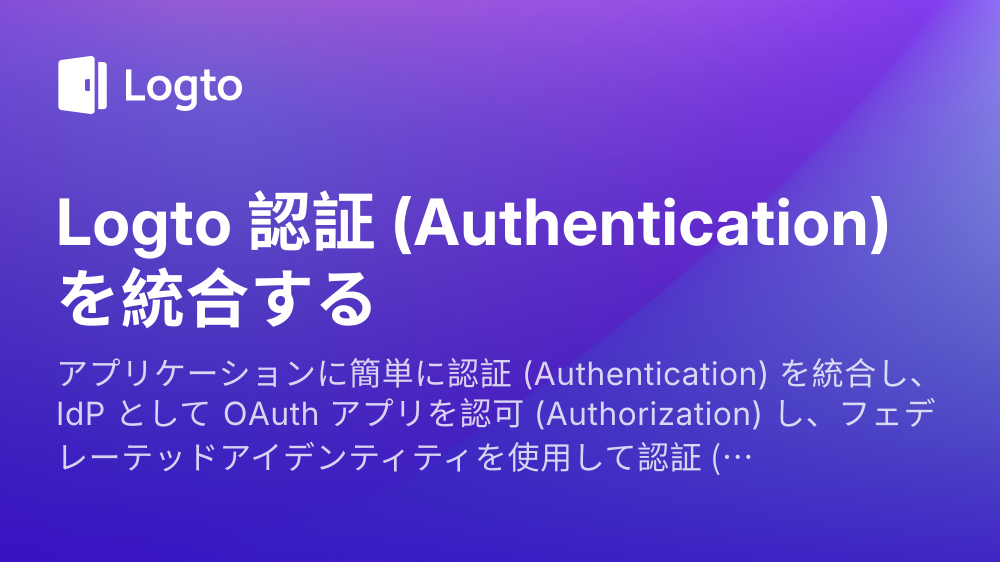 Logto
Logto 認証 (Authentication)
を統合する
アプリケーションに簡単に認証 (Authentication) を統合し、
IdP として OAuth アプリを認可 (Authorization) し、フェデ
レーテッドアイデンティティを使用して認証 (…